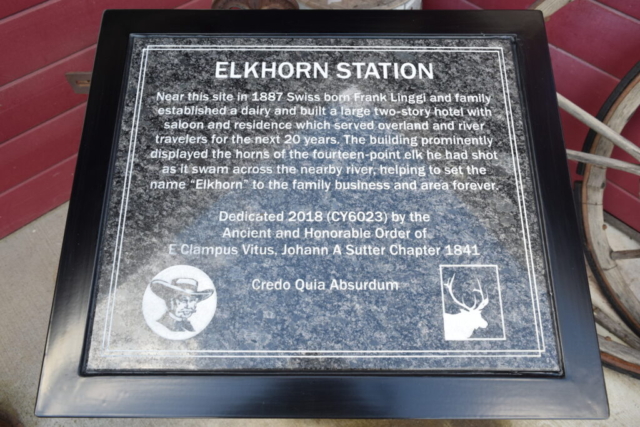 ELKHORN STATION
Near this site in 1887 Swiss born Frank Linggi and family
established a dairy and built a large two-story hotel with
saloon and residence which served overland and river
travelers for the next 20 years. The building prominently
displayed the horns of the fourteen-point elk he had shot
as it swam across the nearby river, helping to set the
name "Elkhorn" to the family business and area forever.
Dedicated 2018 (CY6023) by the
Ancient and Honorable Order of
E Clampus Vitus, Johann A Sutter Chapter 1841
Credo Quia Absurdum